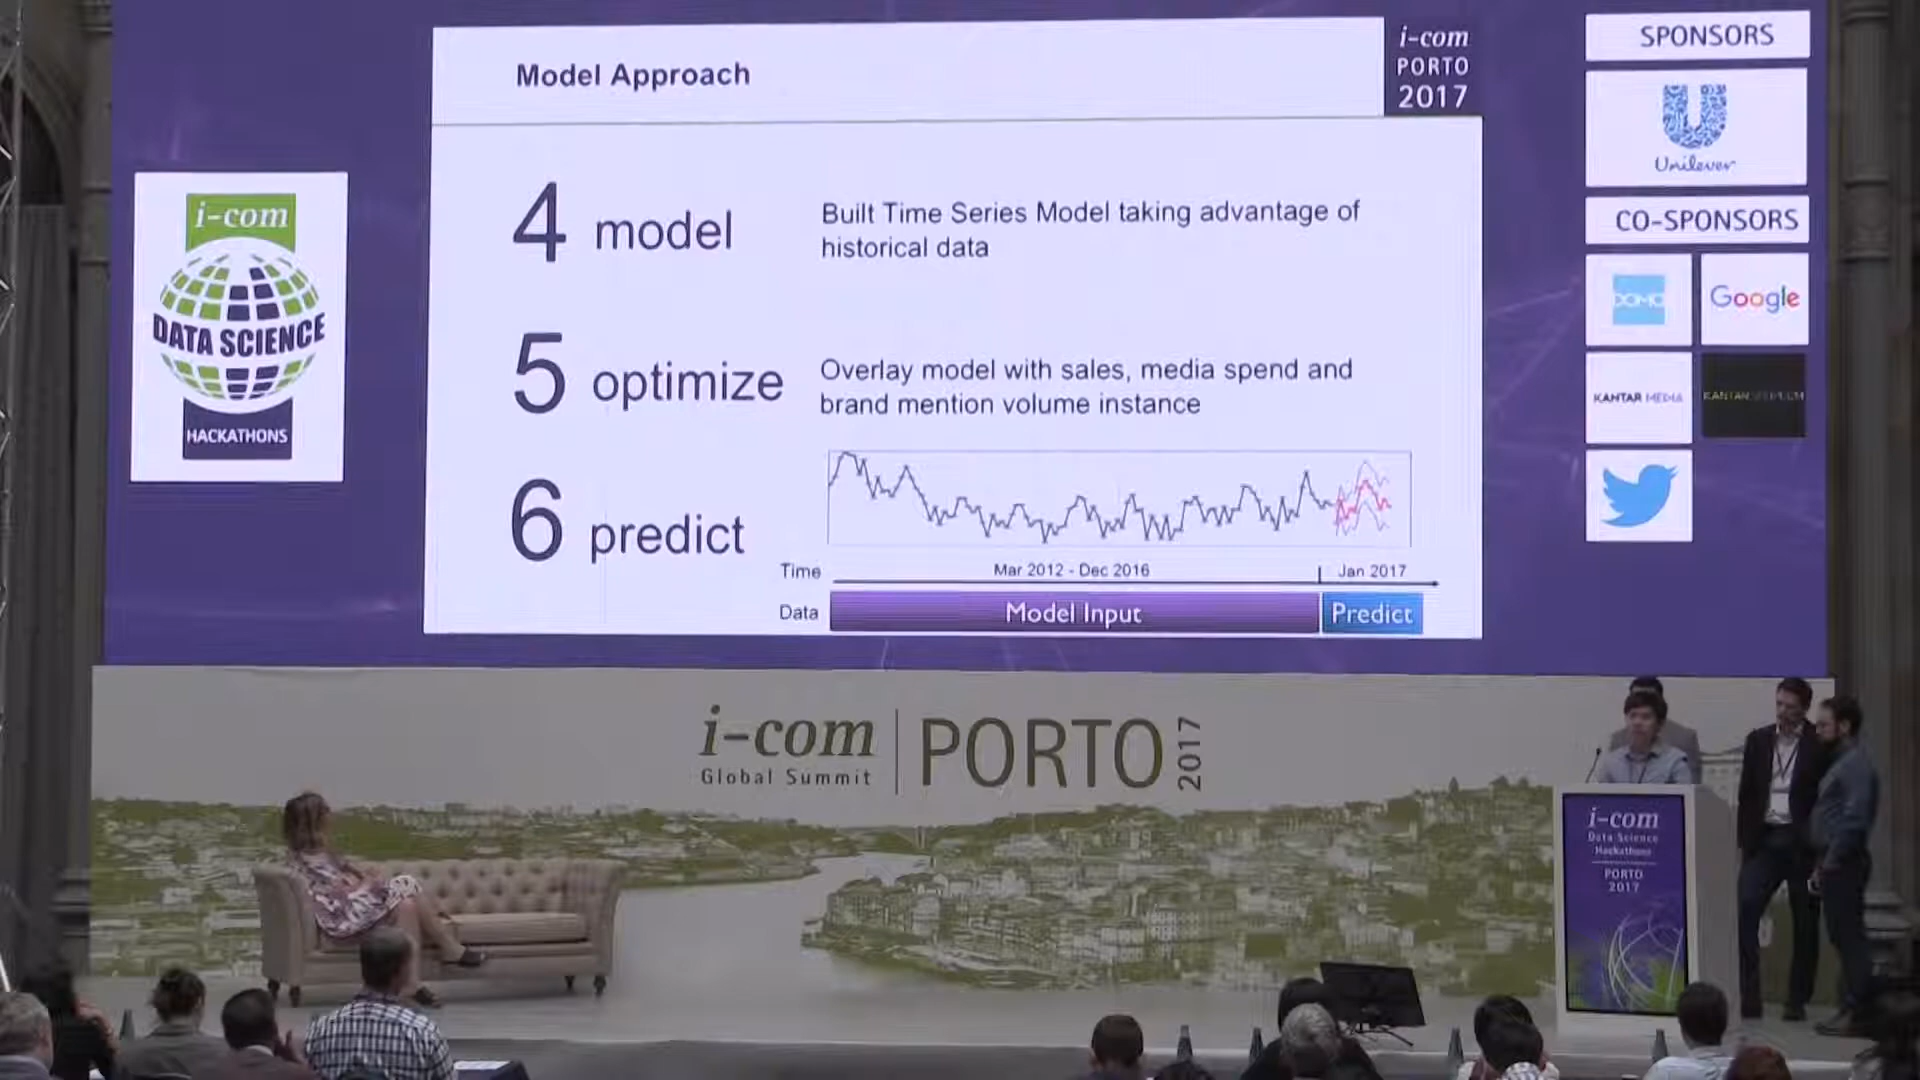 Model Approach
i-com
PORTO
2017
4 model
Built Time Series Model taking advantage of
historical data
5 optimize
Overlay model with sales, media spend and
brand mention volume instance
6 predict
Time
Mar 2012 - Dec 2016
Jan 2017
Data
Model Input
Predict
i-com
DATA SCIENCE
HACKATHONS
SPONSORS
Unilever
CO-SPONSORS
DOMO
Google
KANTAR MEDIA
KANTAR
i-com
Global Summit
PORTO
2017
i-com
Data Science
Hackathons
PORTO
2017